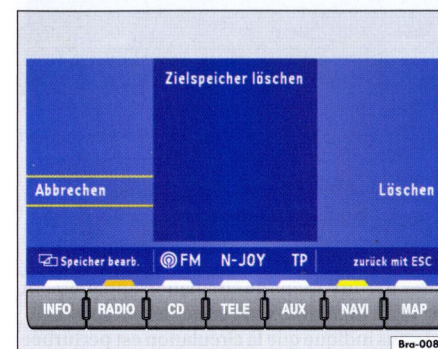 Zielspeicher löschen
Abbrechen Löschen
Speicher bearb. FM N-JOY TP zurück mit ESC
INFO RADIO CD TELE AUX NAVI MAP
Bra-008